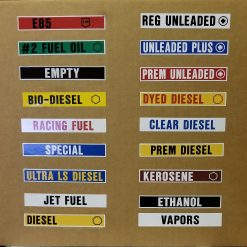 E85
#2 FUEL OIL
EMPTY
BIO-DIESEL
RACING FUEL
SPECIAL
ULTRA LS DIESEL
JET FUEL
DIESEL
REG UNLEADED
UNLEADED PLUS
PREM UNLEADED
DYED DIESEL
CLEAR DIESEL
PREM DIESEL
KEROSENE
ETHANOL
VAPORS